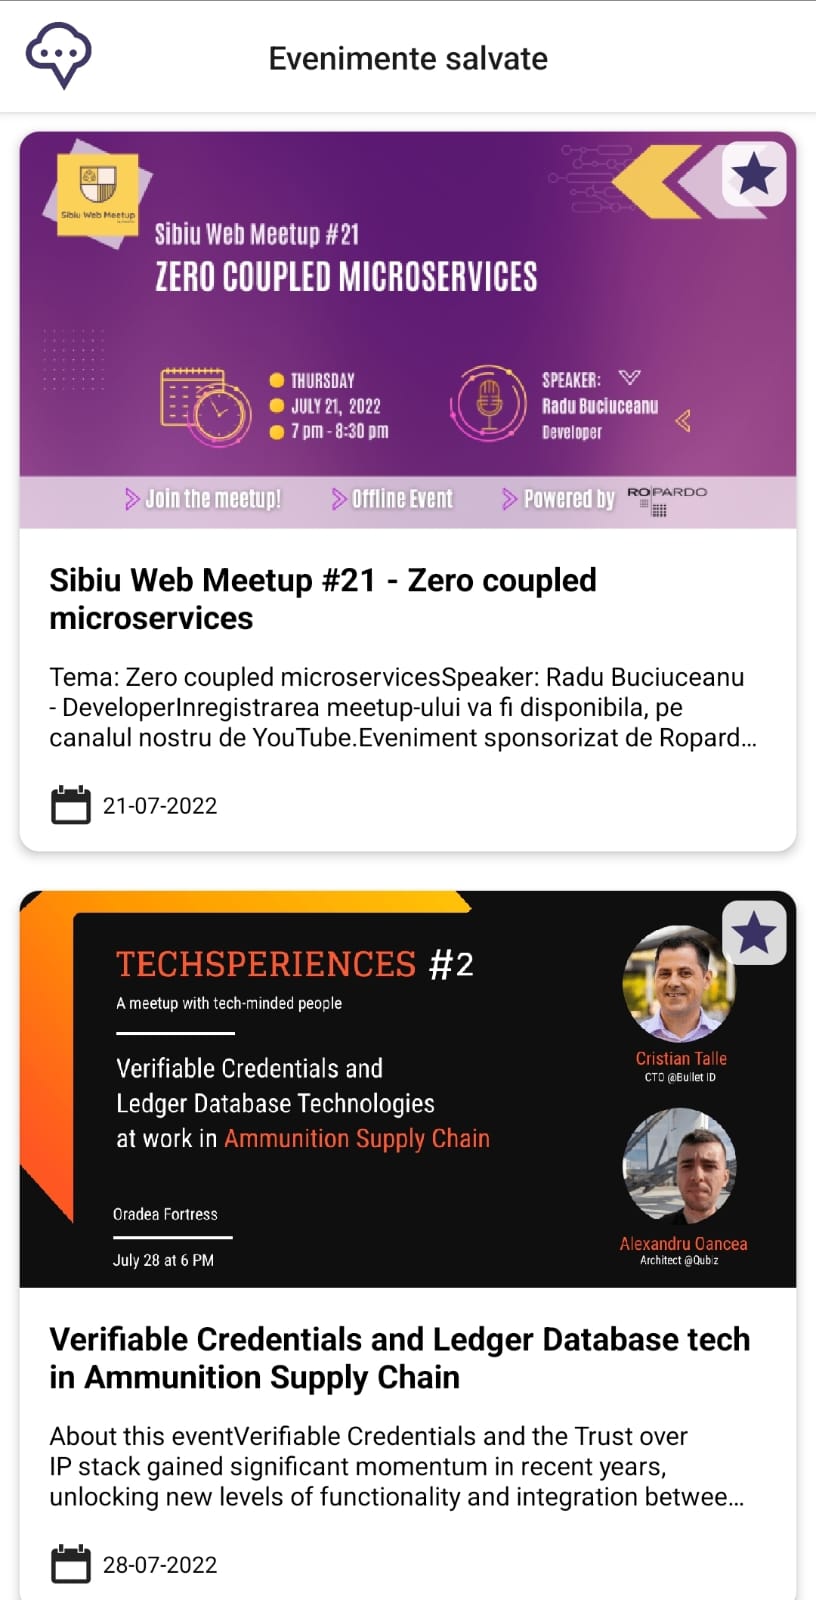 Evenimente salvate
Sibiu Web Meetup
Sibiu Web Meetup #21
ZERO COUPLED MICROSERVICES
THURSDAY
JULY 21, 2022
7 pm - 8:30 pm
SPEAKER:
Radu Buciuceanu
Developer
Join the meetup!
Offline Event
Powered by
ROPARDO
Sibiu Web Meetup #21 - Zero coupled
microservices
Tema: Zero coupled microservicesSpeaker: Radu Buciuceanu
- DeveloperInregistrarea meetup-ului va fi disponibila, pe
canalul nostru de YouTube.Eveniment sponsorizat de Ropard...
21-07-2022
TECHSPERIENCES #2
A meetup with tech-minded people
Verifiable Credentials and
Ledger Database Technologies
at work in Ammunition Supply Chain
Oradea Fortress
July 28 at 6 PM
Cristian Talle
CTO @Bullet ID
Alexandru Oancea
Architect @Qubiz
Verifiable Credentials and Ledger Database tech
in Ammunition Supply Chain
About this eventVerifiable Credentials and the Trust over
IP stack gained significant momentum in recent years,
unlocking new levels of functionality and integration betwee...
28-07-2022